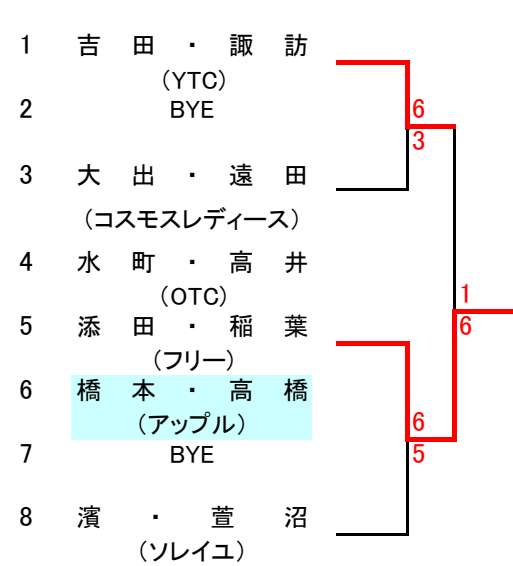 1 吉田・諏訪
（YTC）
2 BYE
6
3
3 大出・遠田
（コスモスレディース）
4 水町・高井
（OTC）
1
5 添田・稲葉
6
（フリー）
6 橋本・高橋
（アップル）
6
7 BYE
5
8 濱・萱沼
（ソレイユ）